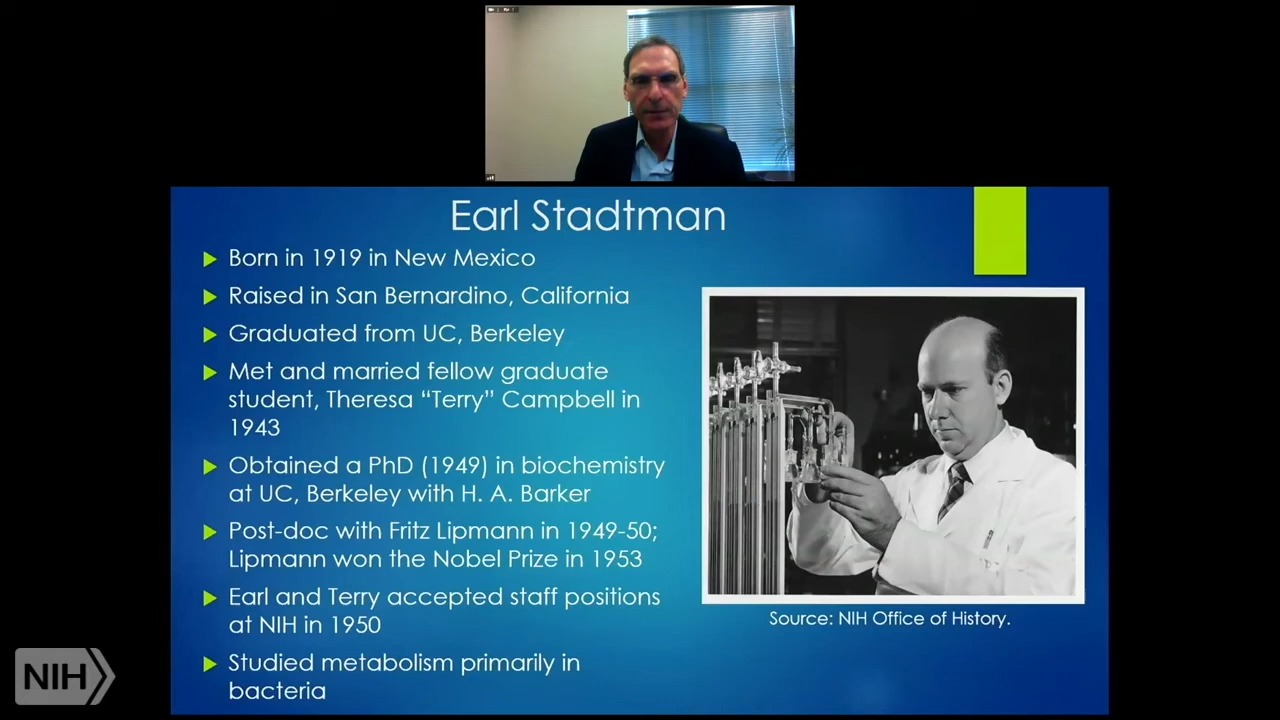 Earl Stadtman
Born in 1919 in New Mexico
Raised in San Bernardino, California
Graduated from UC, Berkeley
Met and married fellow graduate
student, Theresa “Terry” Campbell in
1943
Obtained a PhD (1949) in biochemistry
at UC, Berkeley with H. A. Barker
Post-doc with Fritz Lipmann in 1949-50;
Lipmann won the Nobel Prize in 1953
Earl and Terry accepted staff positions
at NIH in 1950
Studied metabolism primarily in
bacteria
Source: NIH Office of History.
NIH